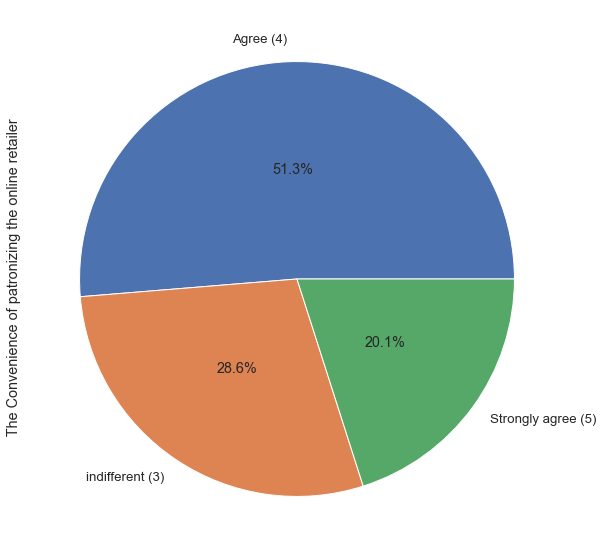 Agree (4)
51.3%
The Convenience of patronizing the online retailer
20.1%
28.6%
Strongly agree (5)
indifferent (3)